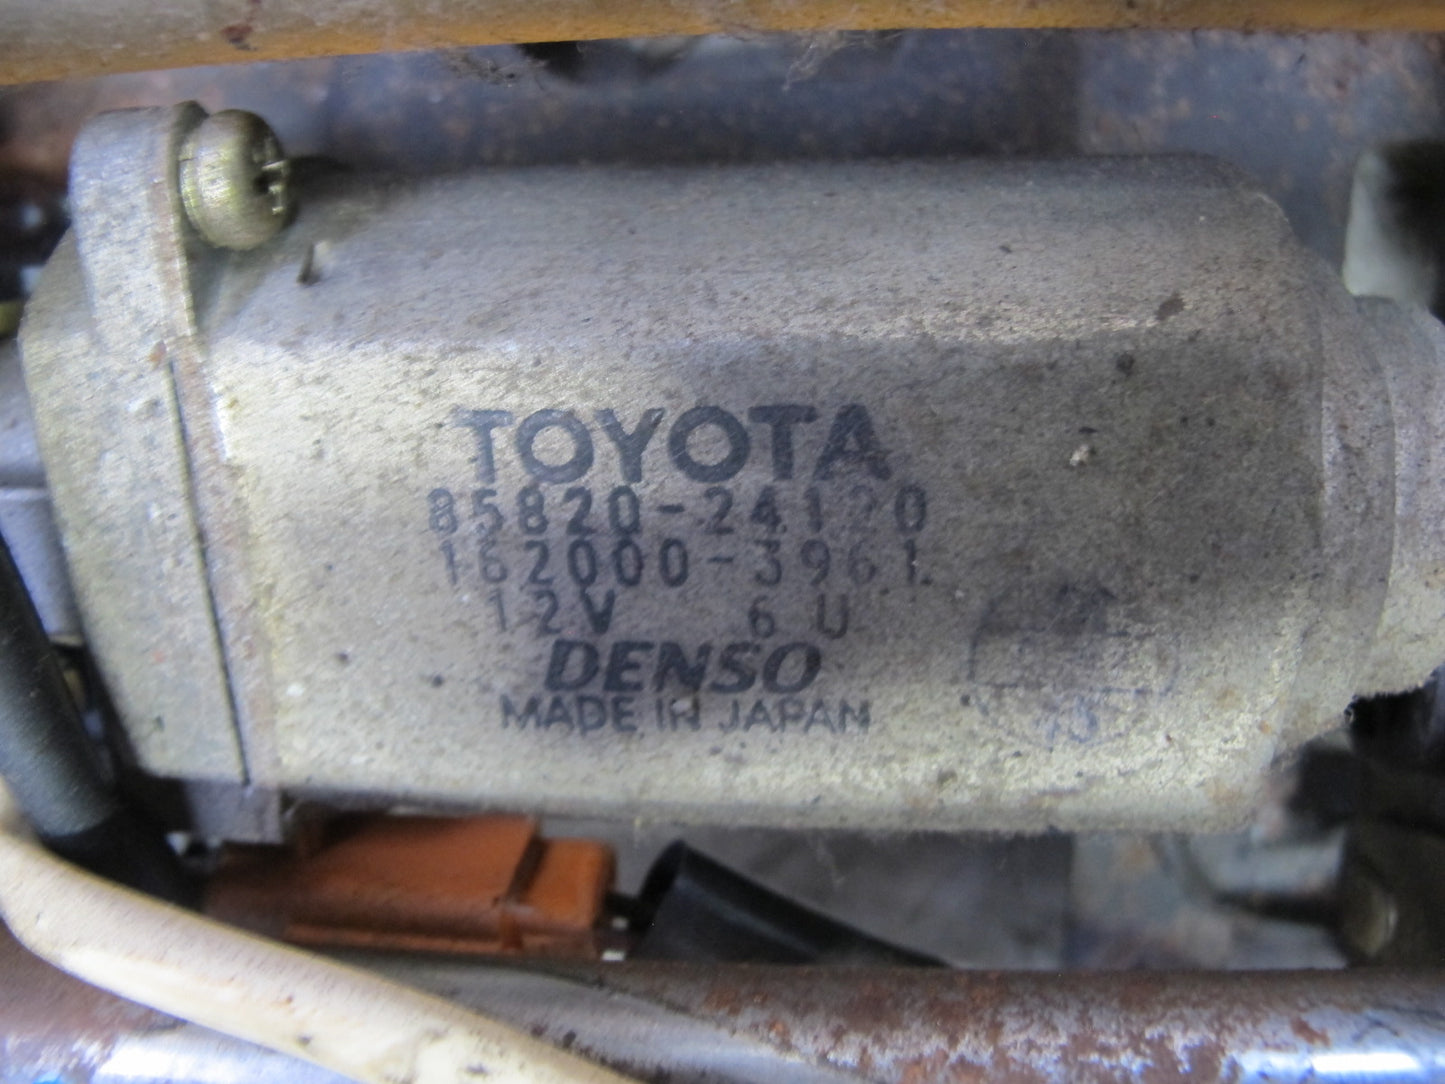 TOYOTA
85820-24120
162000-3961
12V 6U
DENSO
MADE IN JAPAN